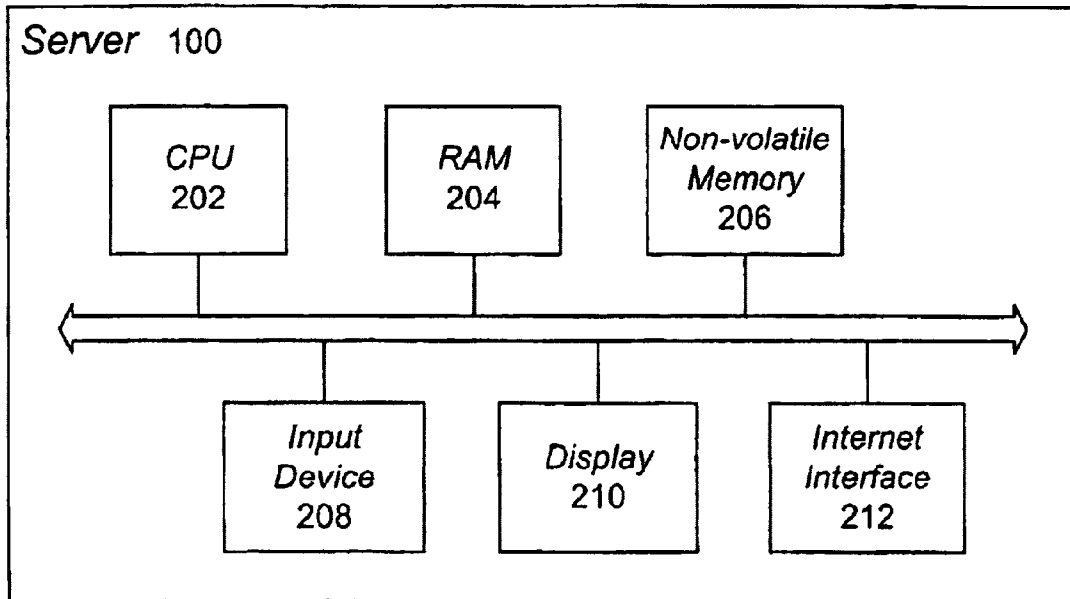 Server 100
CPU
202
RAM
204
Non-volatile
Memory
206
Input
Device
208
Display
210
Internet
Interface
212